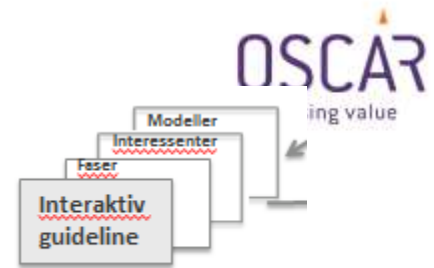 OSCAR
ing value
Modeller
Interessenter
Faser
Interaktiv
guideline